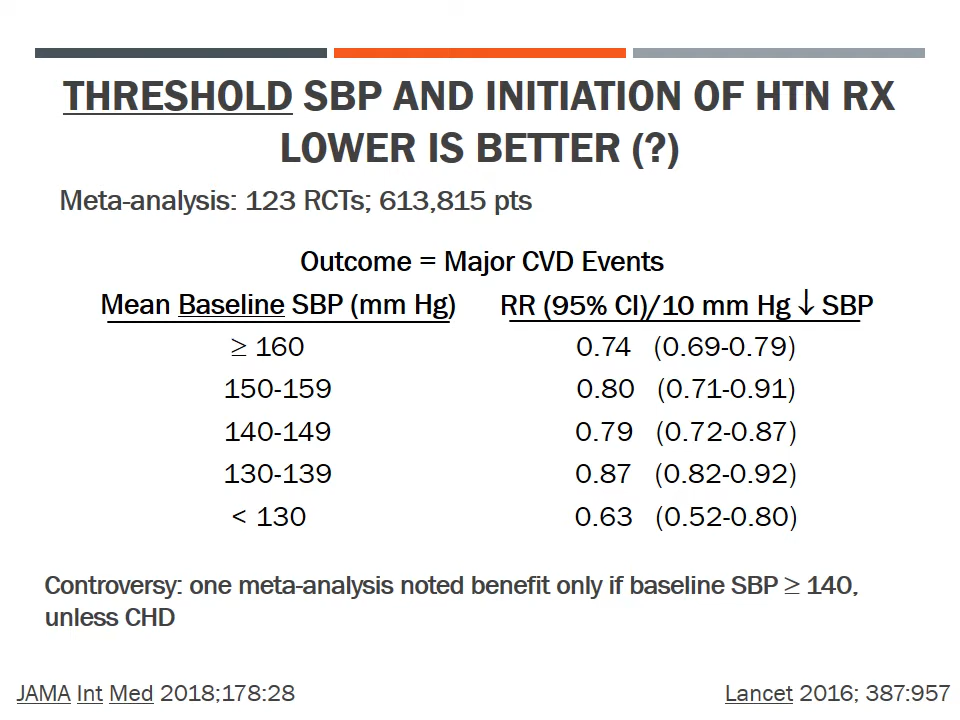 THRESHOLD SBP AND INITIATION OF HTN RX
LOWER IS BETTER (?)
Meta-analysis: 123 RCTs; 613,815 pts
Outcome = Major CVD Events
Mean Baseline SBP (mm Hg) RR (95% CI)/10 mm Hg ↓ SBP
≥ 160 0.74 (0.69-0.79)
150-159 0.80 (0.71-0.91)
140-149 0.79 (0.72-0.87)
130-139 0.87 (0.82-0.92)
< 130 0.63 (0.52-0.80)
Controversy: one meta-analysis noted benefit only if baseline SBP ≥ 140,
unless CHD
JAMA Int Med 2018;178:28 Lancet 2016; 387:957